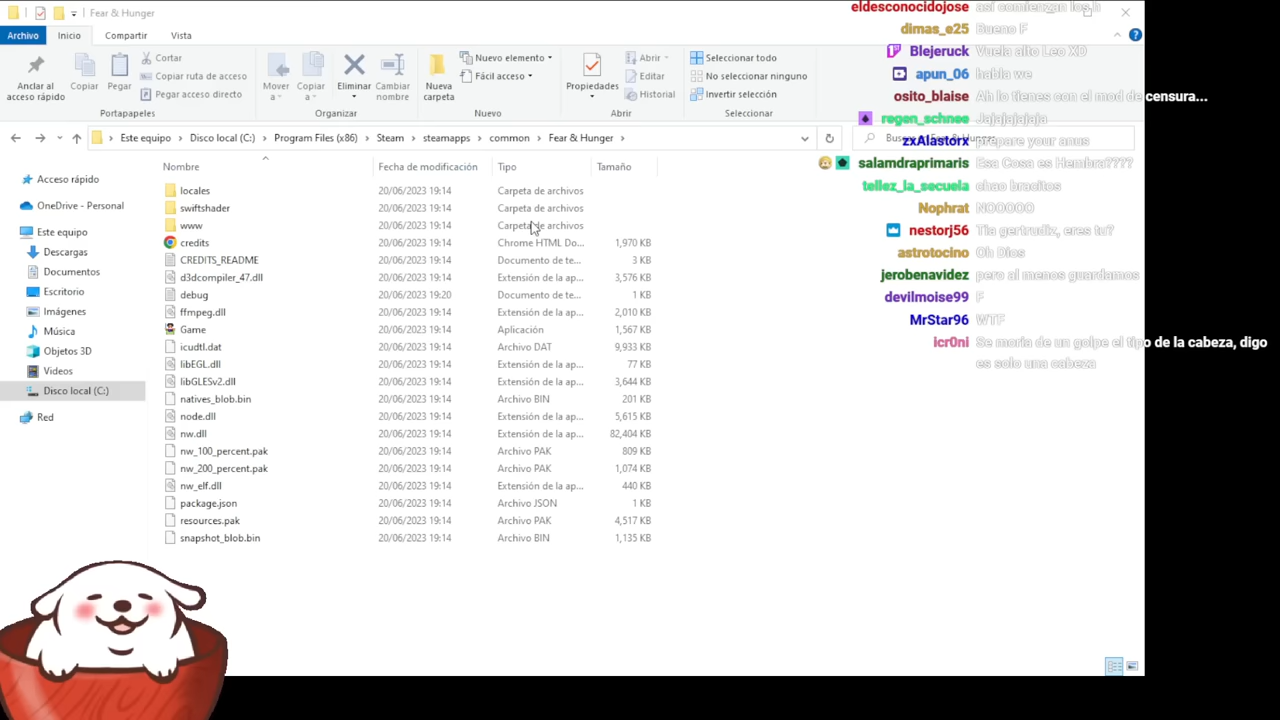 Fear & Hunger
Archivo Inicio Compartir Vista
Anclar al acceso rápido
Copiar
Pegar
Cortar
Copiar ruta de acceso
Pegar acceso directo
Portapapeles
Mover a
Copiar a
Eliminar
Cambiar nombre
Organizar
Nueva carpeta
Nuevo elemento
Fácil acceso
Nuevo
Propiedades
Abrir
Editar
Historial
Abrir
Seleccionar todo
No seleccionar ninguno
Invertir selección
Seleccionar
Este equipo > Disco local (C:) > Program Files (x86) > Steam > steamapps > common > Fear & Hunger >
Nombre Fecha de modificación Tipo Tamaño
Acceso rápido
OneDrive - Personal
Este equipo
Descargas
Documentos
Escritorio
Imágenes
Música
Objetos 3D
Videos
Disco local (C:)
Red
locales 20/06/2023 19:14 Carpeta de archivos
swiftshader 20/06/2023 19:14 Carpeta de archivos
www 20/06/2023 19:14 Carpeta de archivos
credits 20/06/2023 19:14 Chrome HTML Do... 1,970 KB
CREDITS_README 20/06/2023 19:14 Documento de te... 3 KB
d3dcompiler_47.dll 20/06/2023 19:14 Extensión de la ap... 3,576 KB
debug 20/06/2023 19:20 Documento de te... 1 KB
ffmpeg.dll 20/06/2023 19:14 Extensión de la ap... 2,010 KB
Game 20/06/2023 19:14 Aplicación 1,567 KB
icudtl.dat 20/06/2023 19:14 Archivo DAT 9,933 KB
libEGL.dll 20/06/2023 19:14 Extensión de la ap... 77 KB
libGLESv2.dll 20/06/2023 19:14 Extensión de la ap... 3,644 KB
natives_blob.bin 20/06/2023 19:14 Archivo BIN 201 KB
node.dll 20/06/2023 19:14 Extensión de la ap... 5,615 KB
nw.dll 20/06/2023 19:14 Extensión de la ap... 82,404 KB
nw_100_percent.pak 20/06/2023 19:14 Archivo PAK 809 KB
nw_200_percent.pak 20/06/2023 19:14 Archivo PAK 1,074 KB
nw_elf.dll 20/06/2023 19:14 Extensión de la ap... 440 KB
package.json 20/06/2023 19:14 Archivo JSON 1 KB
resources.pak 20/06/2023 19:14 Archivo PAK 4,517 KB
snapshot_blob.bin 20/06/2023 19:14 Archivo BIN 1,135 KB
eldesconocidojose así comienzan los h
dimas_e25 Bueno F
Blejeruck Vuela alto Leo XD
apun_06 habla we
osito_blaise Ah lo tienes con el mod de censura...
regen_schnee Jajajajajaja
zxAlastorx prepare your anus
salamdraprimaris Esa Cosa es Hembra????
tellez_la_secuela chao bracitos
Nophrat NOOOOO
nestorj56 Tia gertrudiz, eres tu?
astrotocino Oh Dios
jerobenavidez pero al menos guardamos
devilmoise99 F
MrStar96 WTF
icr0ni Se moria de un golpe el tipo de la cabeza, digo
es solo una cabeza